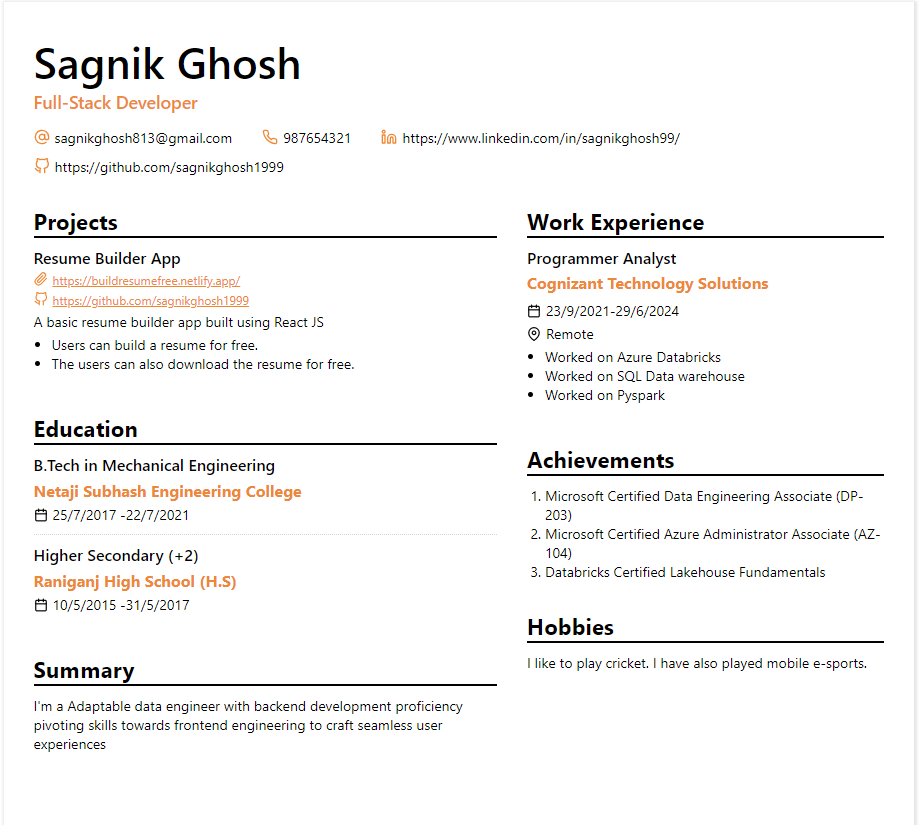 Sagnik Ghosh
Full-Stack Developer
sagnikghosh813@gmail.com 987654321 https://www.linkedin.com/in/sagnikghosh99/
https://github.com/sagnikghosh1999
Projects
Resume Builder App
https://buildresumefree.netlify.app/
https://github.com/sagnikghosh1999
A basic resume builder app built using React JS
• Users can build a resume for free.
• The users can also download the resume for free.
Education
B.Tech in Mechanical Engineering
Netaji Subhash Engineering College
25/7/2017 -22/7/2021
Higher Secondary (+2)
Raniganj High School (H.S)
10/5/2015 -31/5/2017
Summary
I'm a Adaptable data engineer with backend development proficiency
pivoting skills towards frontend engineering to craft seamless user
experiences
Work Experience
Programmer Analyst
Cognizant Technology Solutions
23/9/2021-29/6/2024
Remote
• Worked on Azure Databricks
• Worked on SQL Data warehouse
• Worked on Pyspark
Achievements
1. Microsoft Certified Data Engineering Associate (DP-
203)
2. Microsoft Certified Azure Administrator Associate (AZ-
104)
3. Databricks Certified Lakehouse Fundamentals
Hobbies
I like to play cricket. I have also played mobile e-sports.